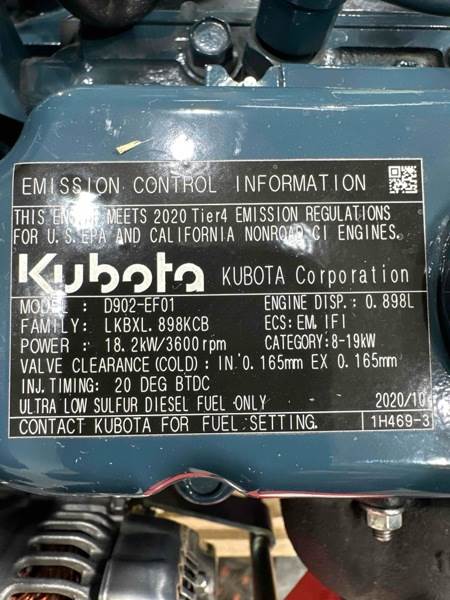 EMISSION CONTROL INFORMATION
THIS ENGINE MEETS 2020 Tier4 EMISSION REGULATIONS
FOR U.S. EPA AND CALIFORNIA NONROAD CI ENGINES.
Kubota KUBOTA Corporation
MODEL : D902-EF01 ENGINE DISP.: 0.898L
FAMILY: LKBXL.898KCB ECS: EM, IFI
POWER : 18.2kW/3600rpm CATEGORY: 8-19kW
VALVE CLEARANCE(COLD): IN 0.165mm EX 0.165mm
INJ. TIMING: 20 DEG BTDC
ULTRA LOW SULFUR DIESEL FUEL ONLY 2020/10
CONTACT KUBOTA FOR FUEL SETTING. 1H469-3